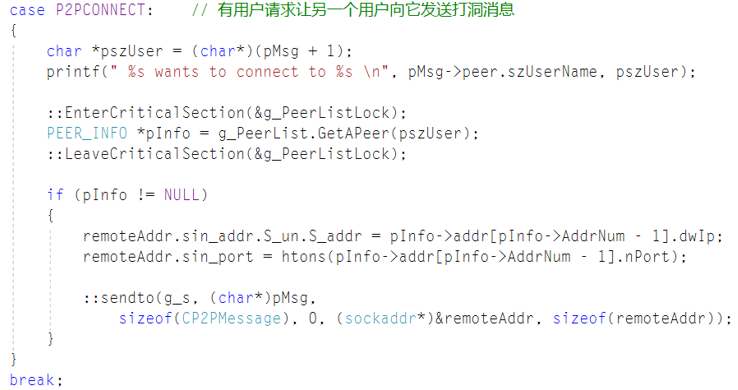 case P2PCONNECT:    // 有用户请求让另一个用户向它发送打洞消息
{
    char *pszUser = (char*)(pMsg + 1);
    printf(" %s wants to connect to %s \n", pMsg->peer.szUserName, pszUser);

    ::EnterCriticalSection(&g_PeerListLock);
    PEER_INFO *pInfo = g_PeerList.GetAPeer(pszUser);
    ::LeaveCriticalSection(&g_PeerListLock);

    if (pInfo != NULL)
    {
        remoteAddr.sin_addr.S_un.S_addr = pInfo->addr[pInfo->AddrNum - 1].dwIp;
        remoteAddr.sin_port = htons(pInfo->addr[pInfo->AddrNum - 1].nPort);

        ::sendto(g_s, (char*)pMsg,
            sizeof(CP2PMessage), 0, (sockaddr*)&remoteAddr, sizeof(remoteAddr));
    }
}
break;